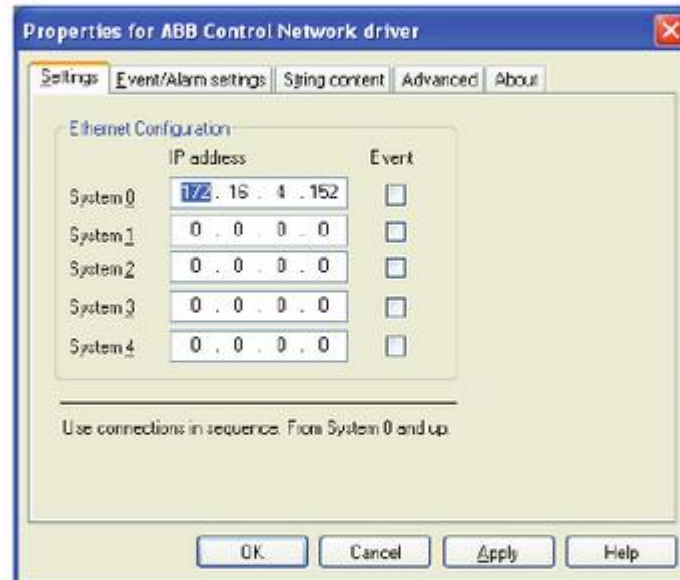 Properties for ABB Control Network driver
Settings Event/Alarm settings String content Advanced About
Ethernet Configuration
IP address Event
System 0 172 . 16 . 4 . 152
System 1 0 . 0 . 0 . 0
System 2 0 . 0 . 0 . 0
System 3 0 . 0 . 0 . 0
System 4 0 . 0 . 0 . 0
Use connections in sequence. From System 0 and up.
OK Cancel Apply Help